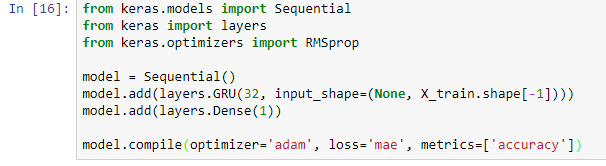 In [16]: from keras.models import Sequential
from keras import layers
from keras.optimizers import RMSprop
model = Sequential()
model.add(layers.GRU(32, input_shape=(None, X_train.shape[-1])))
model.add(layers.Dense(1))
model.compile(optimizer='adam', loss='mae', metrics=['accuracy'])